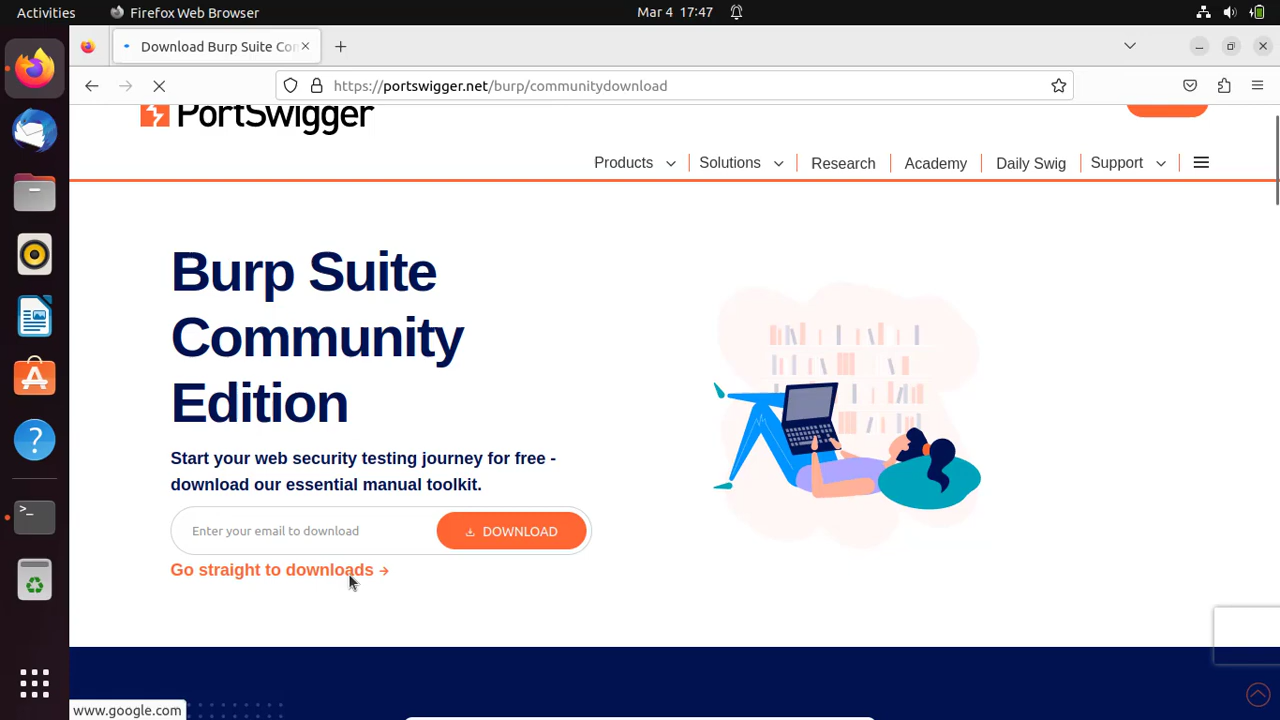 Activities
Firefox Web Browser
Mar 4 17:47
Download Burp Suite Co
https://portswigger.net/burp/communitydownload
PortSwigger
Products
Solutions
Research
Academy
Daily Swig
Support
Burp Suite
Community
Edition
Start your web security testing journey for free -
download our essential manual toolkit.
Enter your email to download
DOWNLOAD
Go straight to downloads →
www.google.com